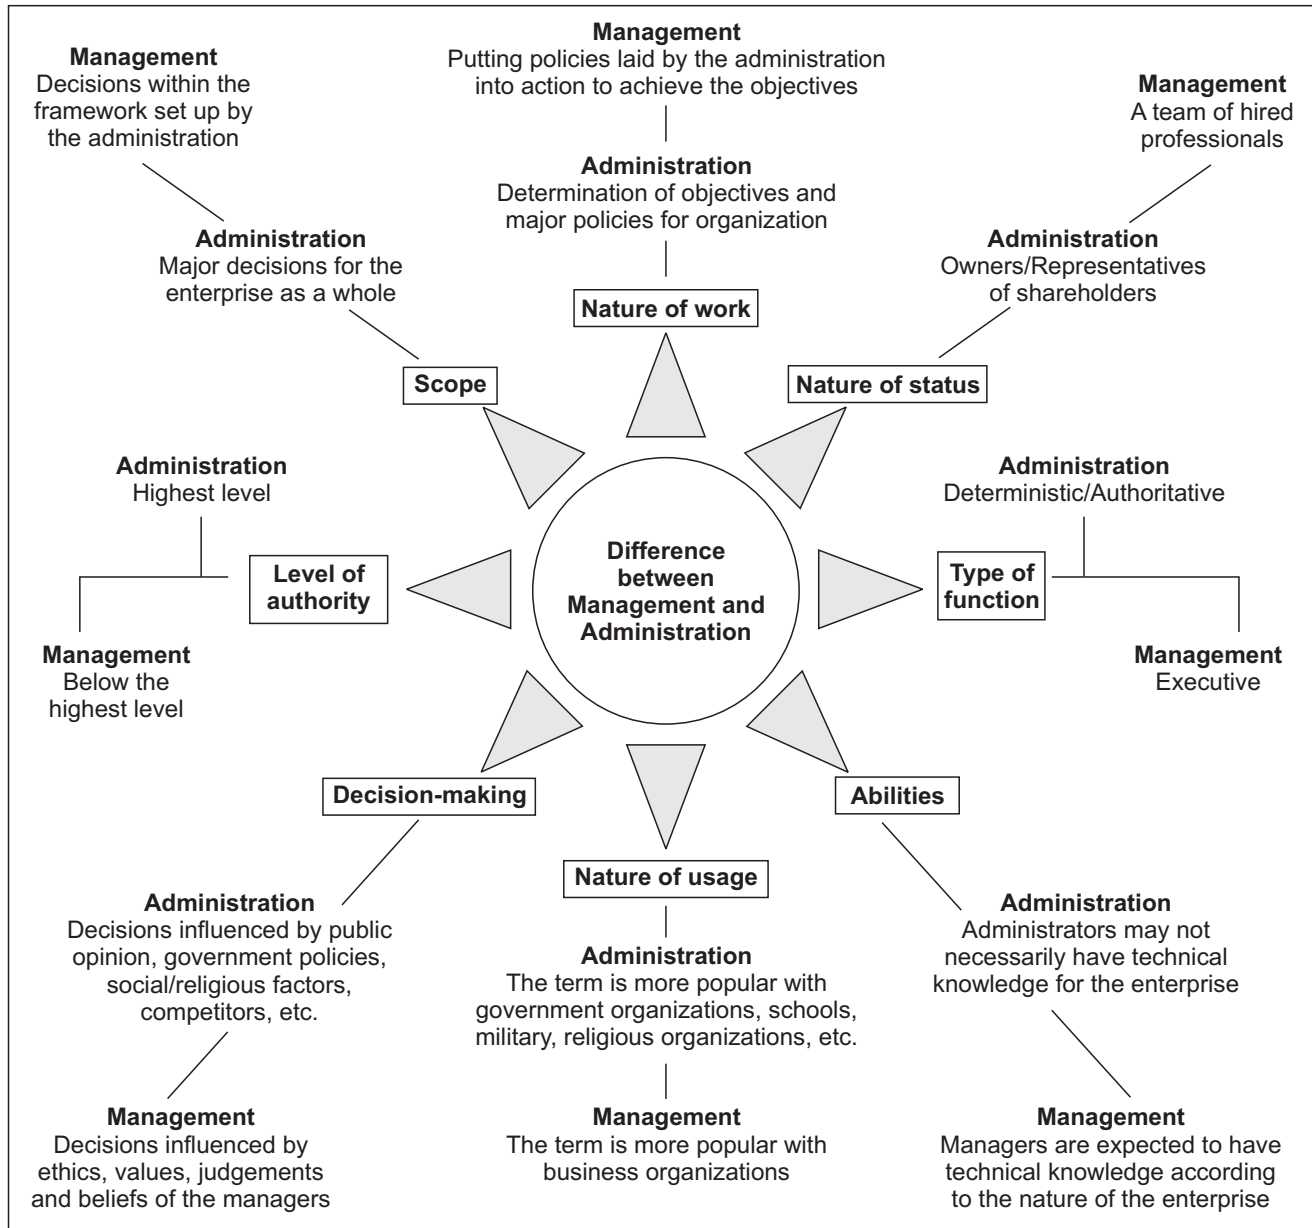 Management
Putting policies laid by the administration
into action to achieve the objectives
Administration
Determination of objectives and
major policies for organization
Nature of work
Management
Decisions within the
framework set up by
the administration
Administration
Major decisions for the
enterprise as a whole
Scope
Management
A team of hired
professionals
Administration
Owners/Representatives
of shareholders
Nature of status
Administration
Highest level
Level of
authority
Management
Below the
highest level
Difference
between
Management and
Administration
Administration
Deterministic/Authoritative
Type of
function
Management
Executive
Decision-making
Administration
Decisions influenced by public
opinion, government policies,
social/religious factors,
competitors, etc.
Management
Decisions influenced by
ethics, values, judgements
and beliefs of the managers
Nature of usage
Administration
The term is more popular with
government organizations, schools,
military, religious organizations, etc.
Management
The term is more popular with
business organizations
Abilities
Administration
Administrators may not
necessarily have technical
knowledge for the enterprise
Management
Managers are expected to have
technical knowledge according
to the nature of the enterprise